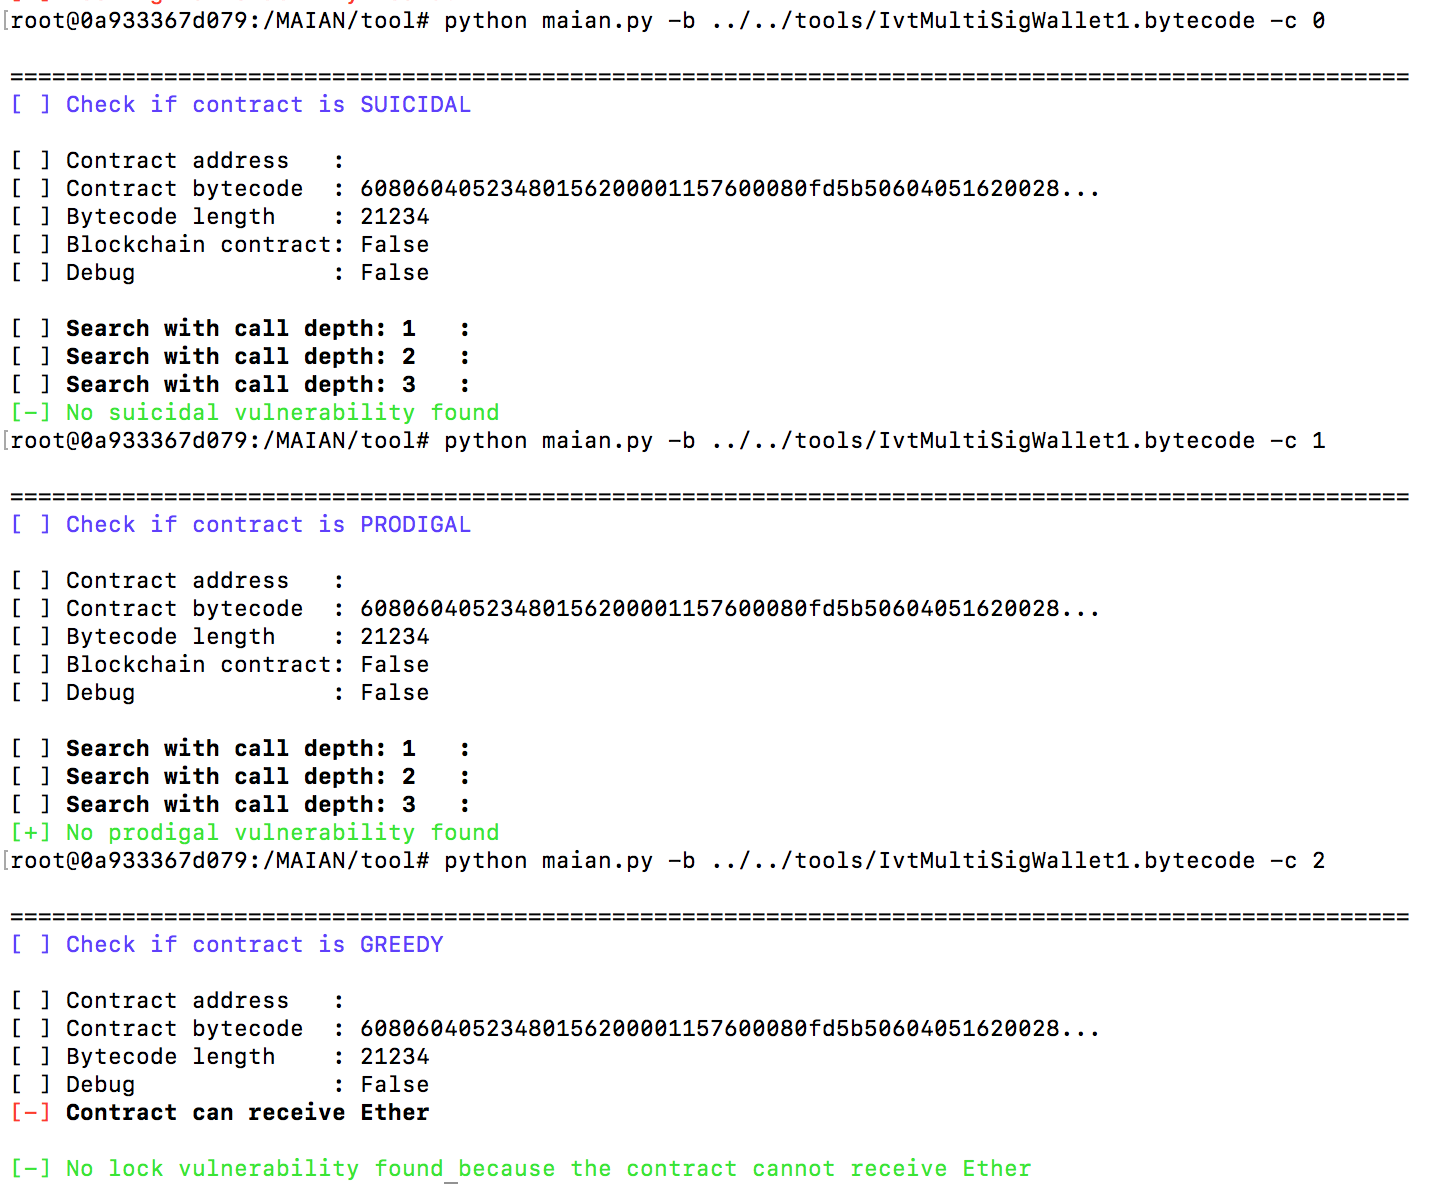 root@0a933367d079:/MAIAN/tool# python maian.py -b ../../tools/IvtMultiSigWallet1.bytecode -c 0
====================================================================================================
[ ] Check if contract is SUICIDAL
[ ] Contract address   :
[ ] Contract bytecode  : 60806040523480156200001157600080fd5b50604051620028...
[ ] Bytecode length    : 21234
[ ] Blockchain contract: False
[ ] Debug              : False
[ ] Search with call depth: 1   :
[ ] Search with call depth: 2   :
[ ] Search with call depth: 3   :
[-] No suicidal vulnerability found
[root@0a933367d079:/MAIAN/tool# python maian.py -b ../../tools/IvtMultiSigWallet1.bytecode -c 1
====================================================================================================
[ ] Check if contract is PRODIGAL
[ ] Contract address   :
[ ] Contract bytecode  : 60806040523480156200001157600080fd5b50604051620028...
[ ] Bytecode length    : 21234
[ ] Blockchain contract: False
[ ] Debug              : False
[ ] Search with call depth: 1   :
[ ] Search with call depth: 2   :
[ ] Search with call depth: 3   :
[+] No prodigal vulnerability found
[root@0a933367d079:/MAIAN/tool# python maian.py -b ../../tools/IvtMultiSigWallet1.bytecode -c 2
====================================================================================================
[ ] Check if contract is GREEDY
[ ] Contract address   :
[ ] Contract bytecode  : 60806040523480156200001157600080fd5b50604051620028...
[ ] Bytecode length    : 21234
[ ] Debug              : False
[-] Contract can receive Ether
[-] No lock vulnerability found because the contract cannot receive Ether